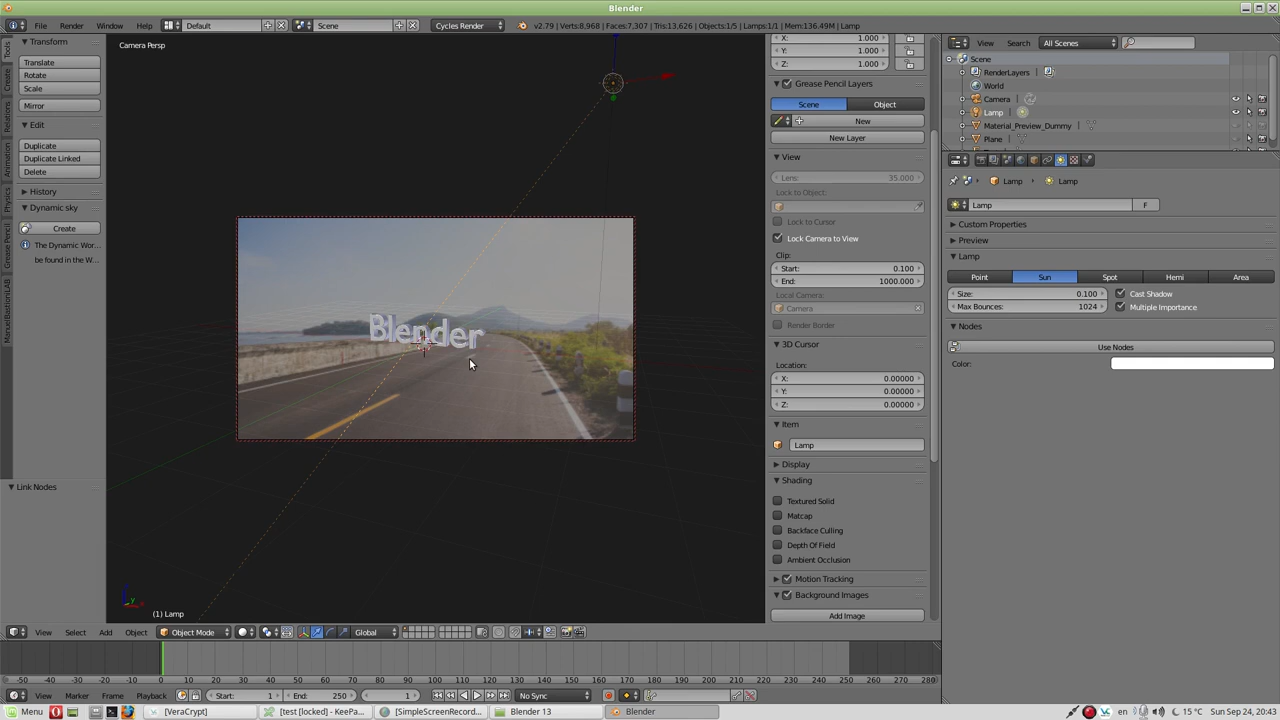 Blender
File Render Window Help Default Scene Cycles Render v2.79 | Verts:8,968 | Faces:7,307 | Tris:13,626 | Objects:1/5 | Lamps:1/1 | Mem:136.49M | Lamp
Transform
Translate
Rotate
Scale
Mirror
Edit
Duplicate
Duplicate Linked
Delete
History
Dynamic sky
Create
The Dynamic Wor...
be found in the W...
Link Nodes
Tools
Create
Relations
Animation
Physics
Grease Pencil
ManuelBastioniLAB
Camera Persp
Blender
(1) Lamp
X: 1.000
Y: 1.000
Z: 1.000
Grease Pencil Layers
Scene Object
New
New Layer
View
Lens: 35.000
Lock to Object:
Lock to Cursor
Lock Camera to View
Clip:
Start: 0.100
End: 1000.000
Local Camera:
Camera
Render Border
3D Cursor
Location:
X: 0.00000
Y: 0.00000
Z: 0.00000
Item
Lamp
Display
Shading
Textured Solid
Matcap
Backface Culling
Depth Of Field
Ambient Occlusion
Motion Tracking
Background Images
Add Image
View Search All Scenes
Scene
RenderLayers
World
Camera
Lamp
Material_Preview_Dummy
Plane
Lamp Lamp
Lamp F
Custom Properties
Preview
Lamp
Point Sun Spot Hemi Area
Size: 0.100 Cast Shadow
Max Bounces: 1024 Multiple Importance
Nodes
Use Nodes
Color:
View Select Add Object Object Mode Global
-50 -40 -30 -20 -10 0 10 20 30 40 50 60 70 80 90 100 110 120 130 140 150 160 170 180 190 200 210 220 230 240 250 260 270 280
View Marker Frame Playback Start: 1 End: 250 1 No Sync
Menu [VeraCrypt] [test [locked] - KeePa... [SimpleScreenRecord... Blender 13 Blender en 15 °C Sun Sep 24, 20:43